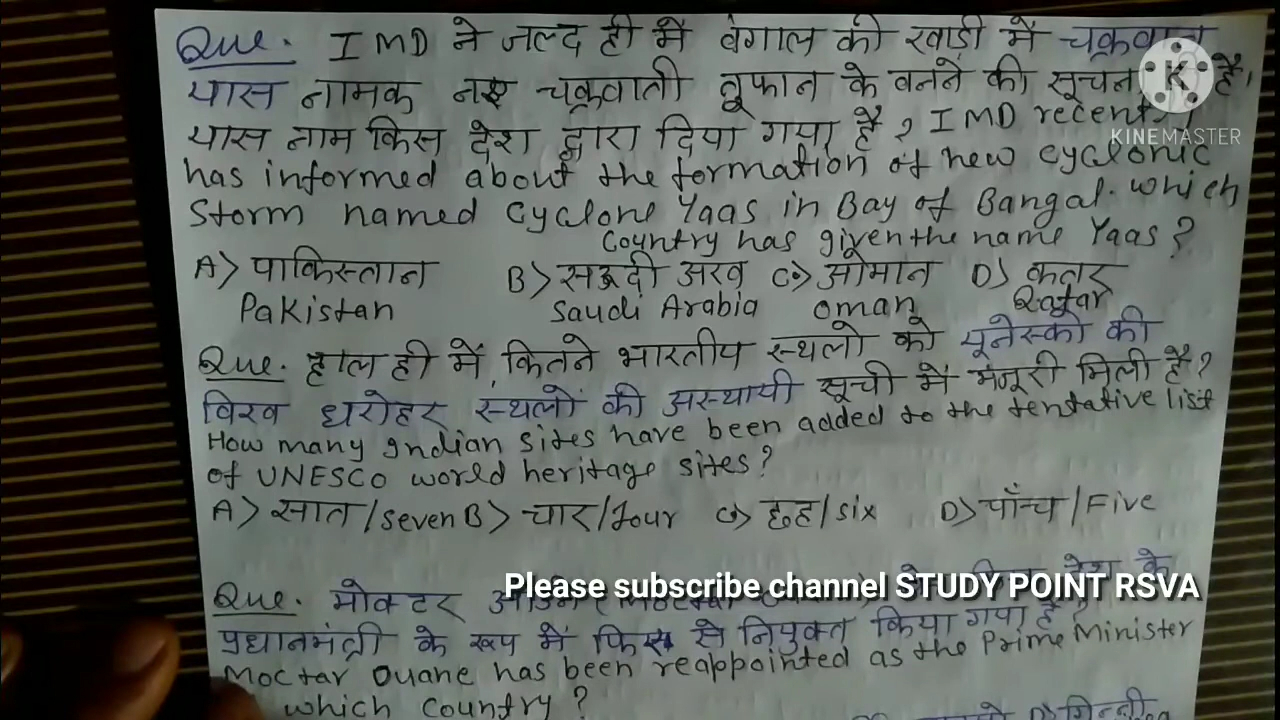 Que. IMD ने जल्द ही में बंगाल की खाडी में चक्रवात
यास नामक नए चक्रवाती तूफान के बनने की सूचना है।
यास नाम किस देश द्वारा दिया गया है? IMD recently
has informed about the formation of new cyclonic
Storm named Cyclone Yaas in Bay of Bangal. which
Country has given the name Yaas?
A> पाकिस्तान B> सऊदी अरब C> ओमान D) कतर
Pakistan Saudi Arabia Oman Qatar
Que. हाल ही में, कितने भारतीय स्थलो को यूनेस्को की
विश्व धरोहर स्थलों की अस्थायी सूची में मंजूरी मिली है?
How many Indian sites have been added to the tentative list
of UNESCO world heritage sites?
A> सात/seven B> चार/four C> छह/six D> पाँच/Five
Que. मोक्टर
प्रधानमंत्री के रूप में फिर से नियुक्त किया गया है?
Moctar Ouane has been reappointed as the Prime Minister
which country?
D) गिन्नी
K
KINEMASTER
Please subscribe channel STUDY POINT RSVA